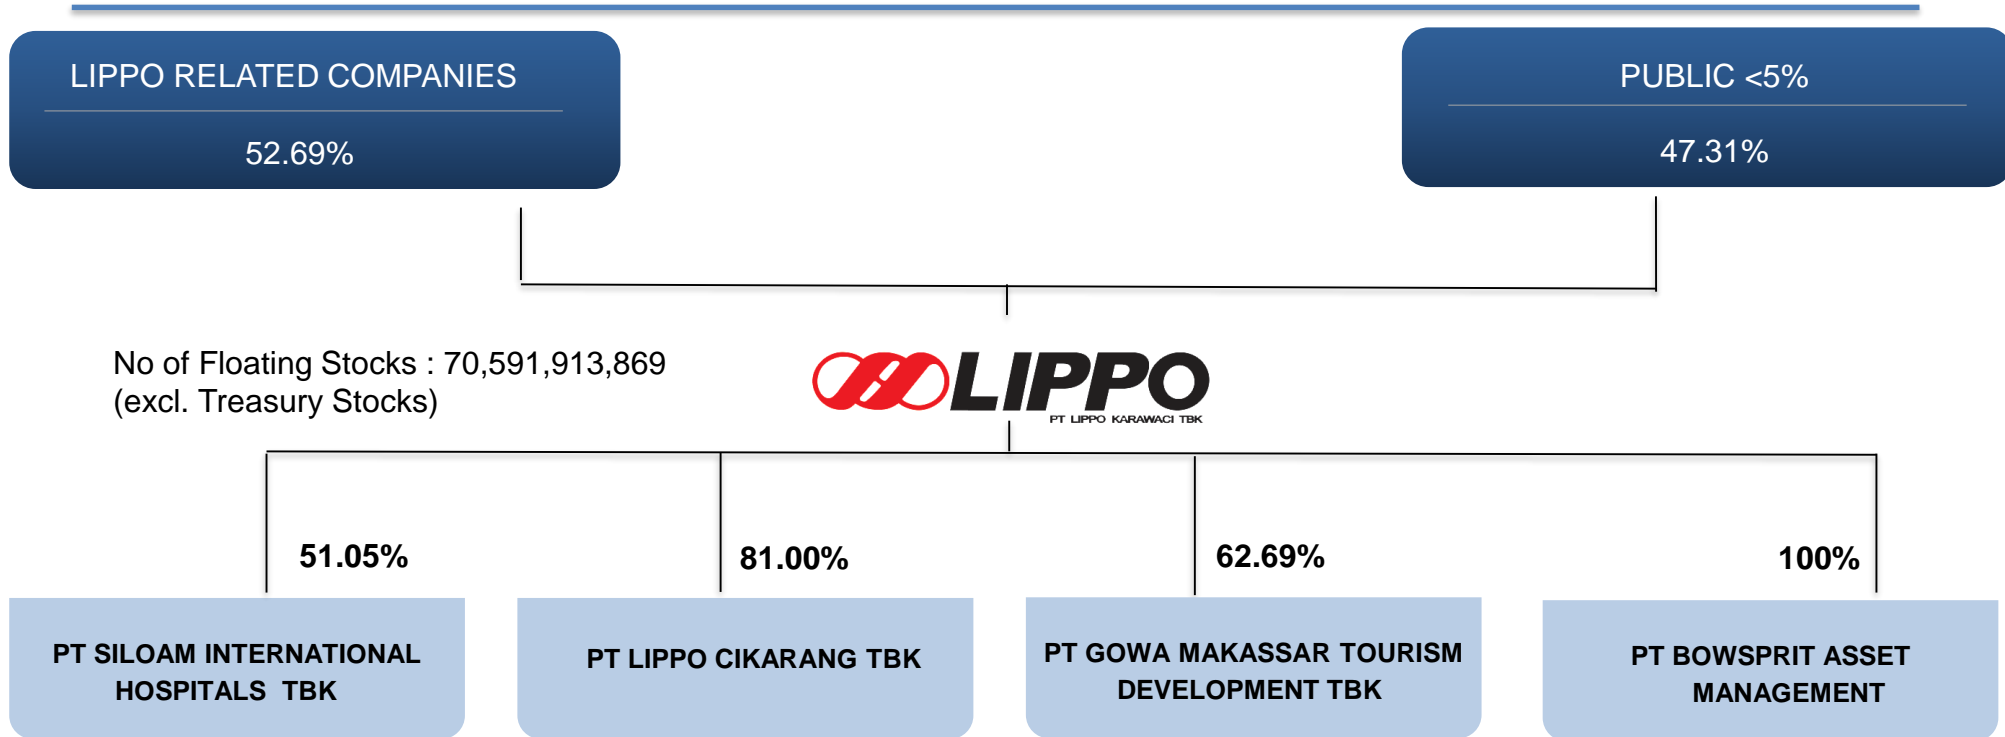 LIPPO RELATED COMPANIES
52.69%
PUBLIC <5%
47.31%
No of Floating Stocks : 70,591,913,869
(excl. Treasury Stocks)
LIPPO
PT LIPPO KARAWACI TBK
51.05%
81.00%
62.69%
100%
PT SILOAM INTERNATIONAL
HOSPITALS TBK
PT LIPPO CIKARANG TBK
PT GOWA MAKASSAR TOURISM
DEVELOPMENT TBK
PT BOWSPRIT ASSET
MANAGEMENT